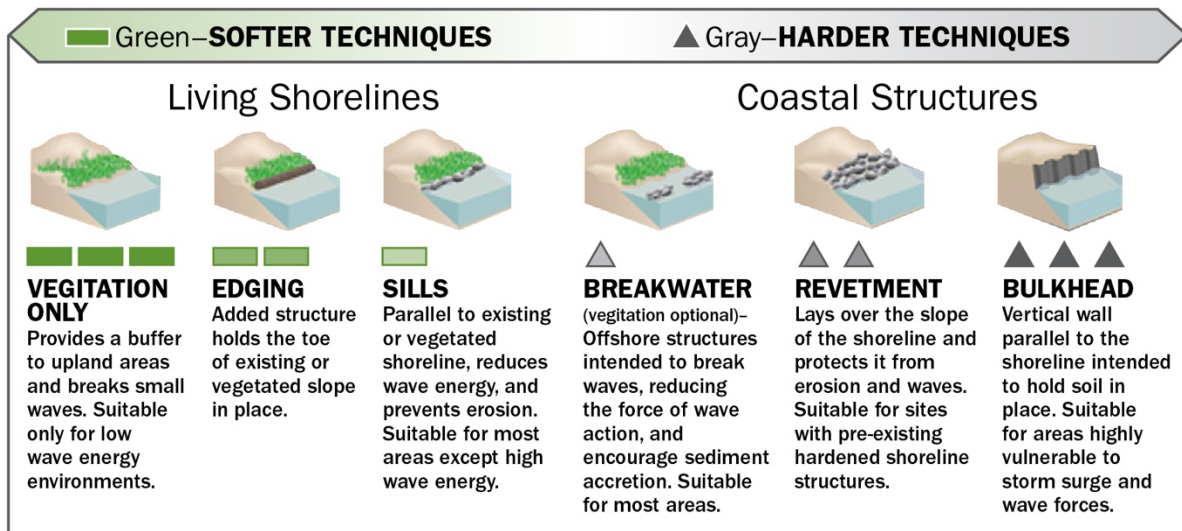 Green–SOFTER TECHNIQUES
Gray–HARDER TECHNIQUES
Living Shorelines
Coastal Structures
VEGITATION
ONLY
Provides a buffer
to upland areas
and breaks small
waves. Suitable
only for low
wave energy
environments.
EDGING
Added structure
holds the toe
of existing or
vegetated slope
in place.
SILLS
Parallel to existing
or vegetated
shoreline, reduces
wave energy, and
prevents erosion.
Suitable for most
areas except high
wave energy.
BREAKWATER
(vegitation optional)–
Offshore structures
intended to break
waves, reducing
the force of wave
action, and
encourage sediment
accretion. Suitable
for most areas.
REVETMENT
Lays over the slope
of the shoreline and
protects it from
erosion and waves.
Suitable for sites
with pre-existing
hardened shoreline
structures.
BULKHEAD
Vertical wall
parallel to the
shoreline intended
to hold soil in
place. Suitable
for areas highly
vulnerable to
storm surge and
wave forces.